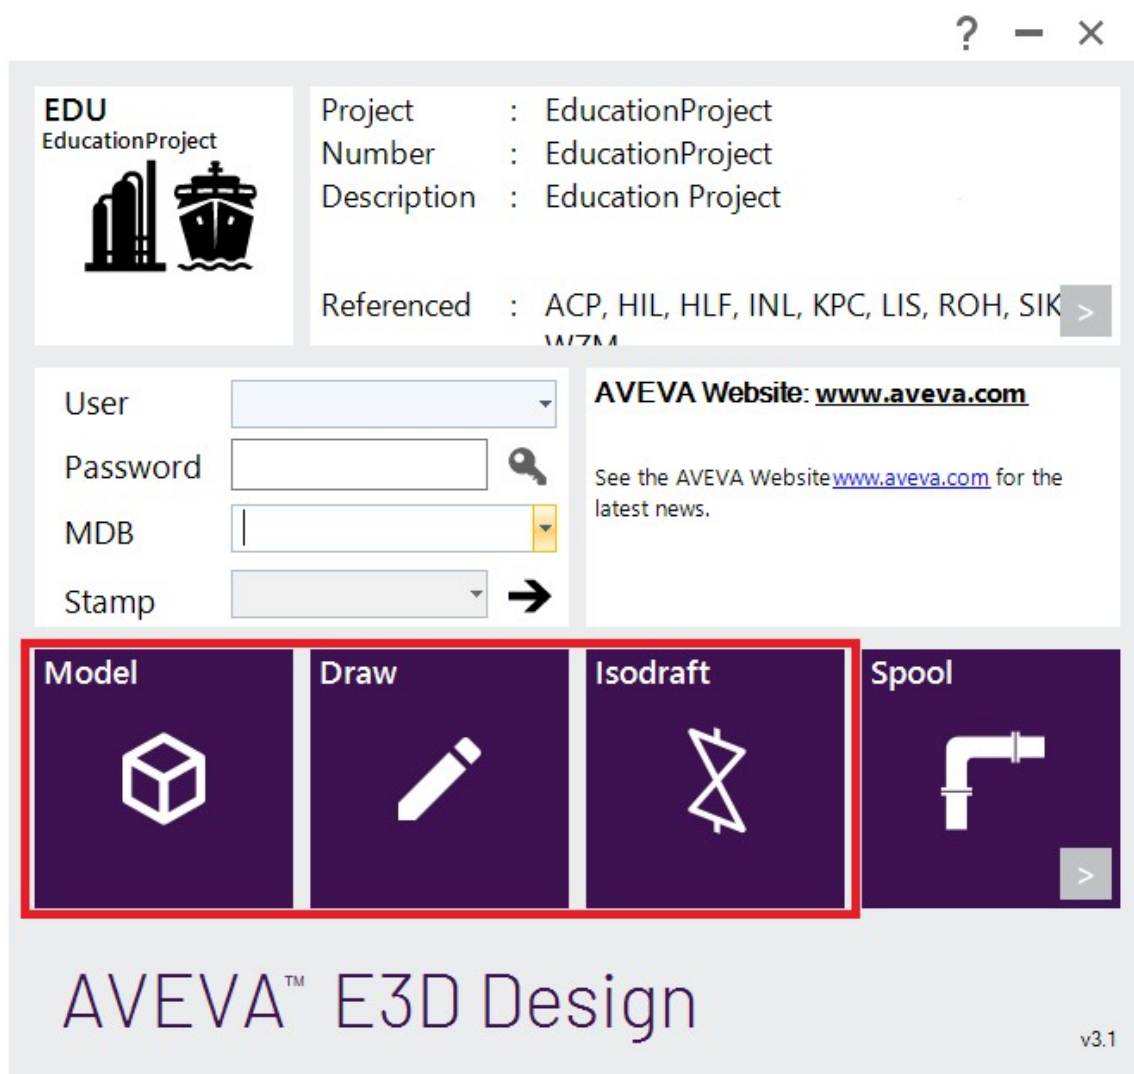 ?
EDU
EducationProject
Project : EducationProject
Number : EducationProject
Description : Education Project
Referenced : ACP, HIL, HLF, INL, KPC, LIS, ROH, SIK
>
User
Password
MDB
Stamp
AVEVA Website: www.aveva.com
See the AVEVA Website www.aveva.com for the
latest news.
Model
Draw
Isodraft
Spool
>
AVEVA™ E3D Design
v3.1